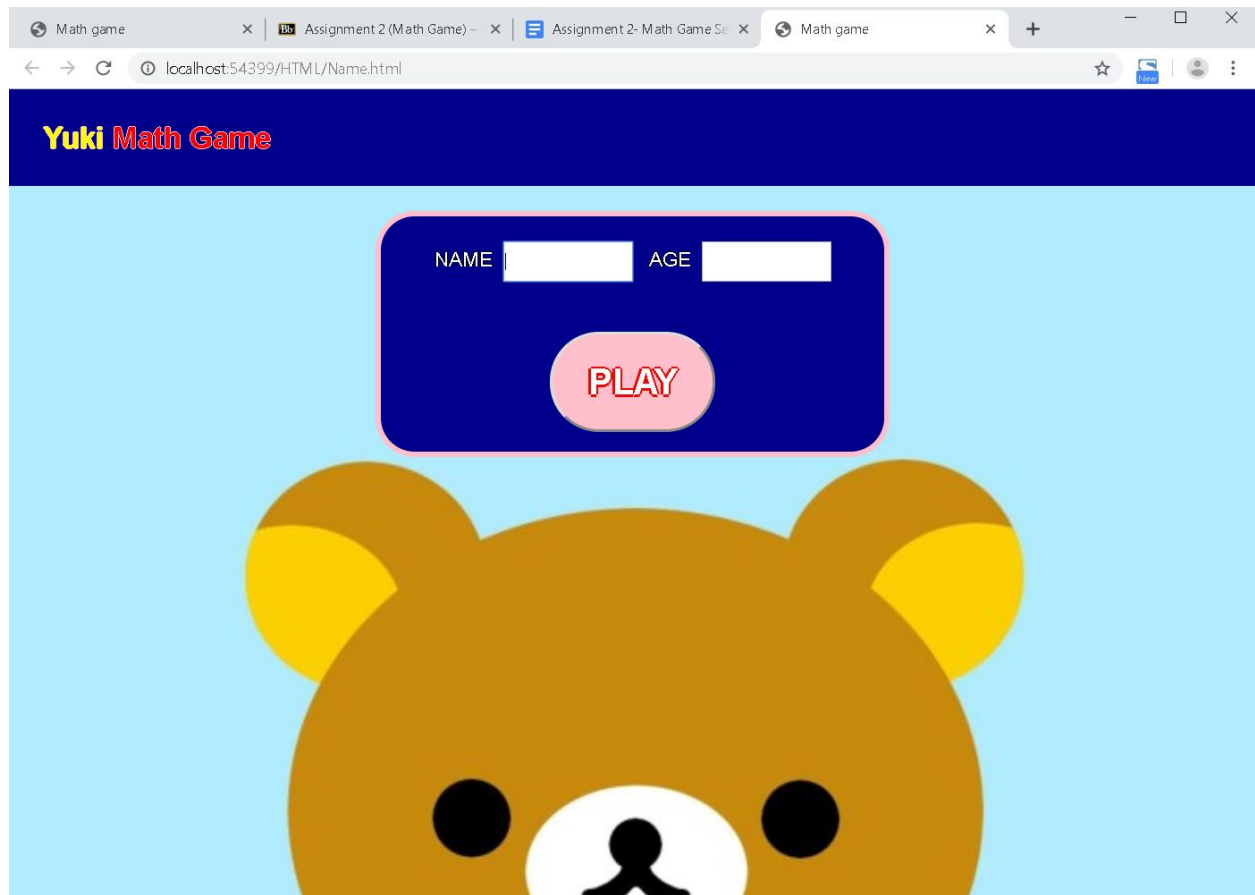 Math game
Bb Assignment 2 (Math Game) –
Assignment 2- Math Game Se
Math game
localhost:54399/HTML/Name.html
New
Yuki Math Game
NAME
AGE
PLAY